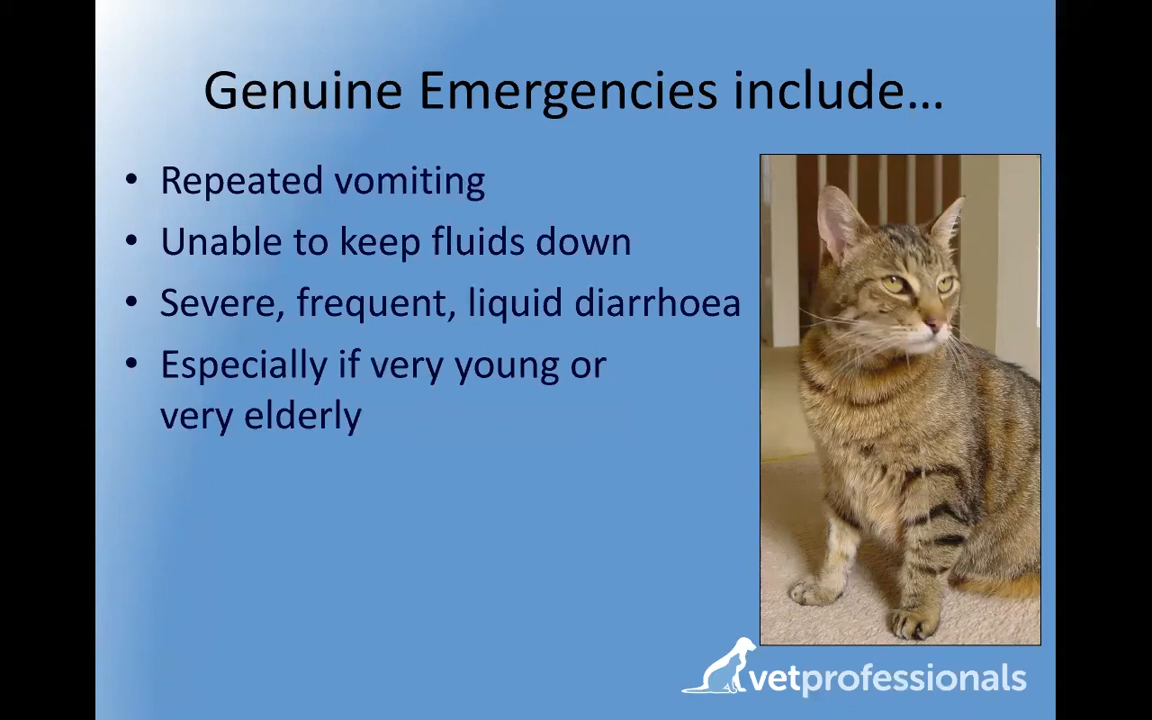 Genuine Emergencies include…
• Repeated vomiting
• Unable to keep fluids down
• Severe, frequent, liquid diarrhoea
• Especially if very young or
very elderly
vetprofessionals